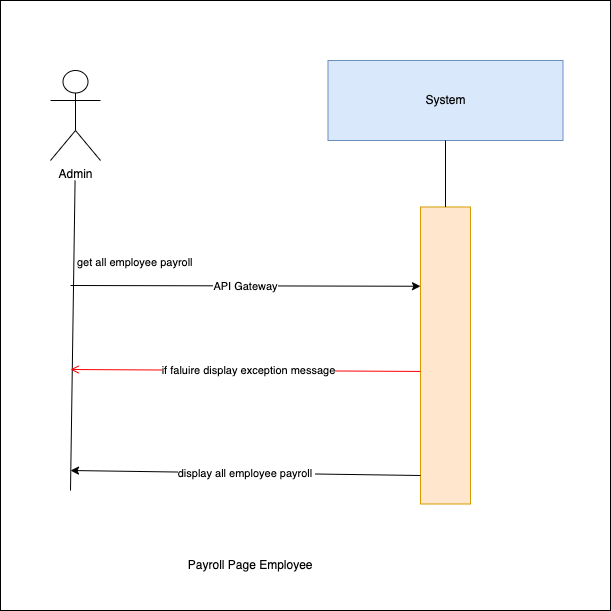 System
Admin
get all employee payroll
API Gateway
if faluire display exception message
display all employee payroll
Payroll Page Employee